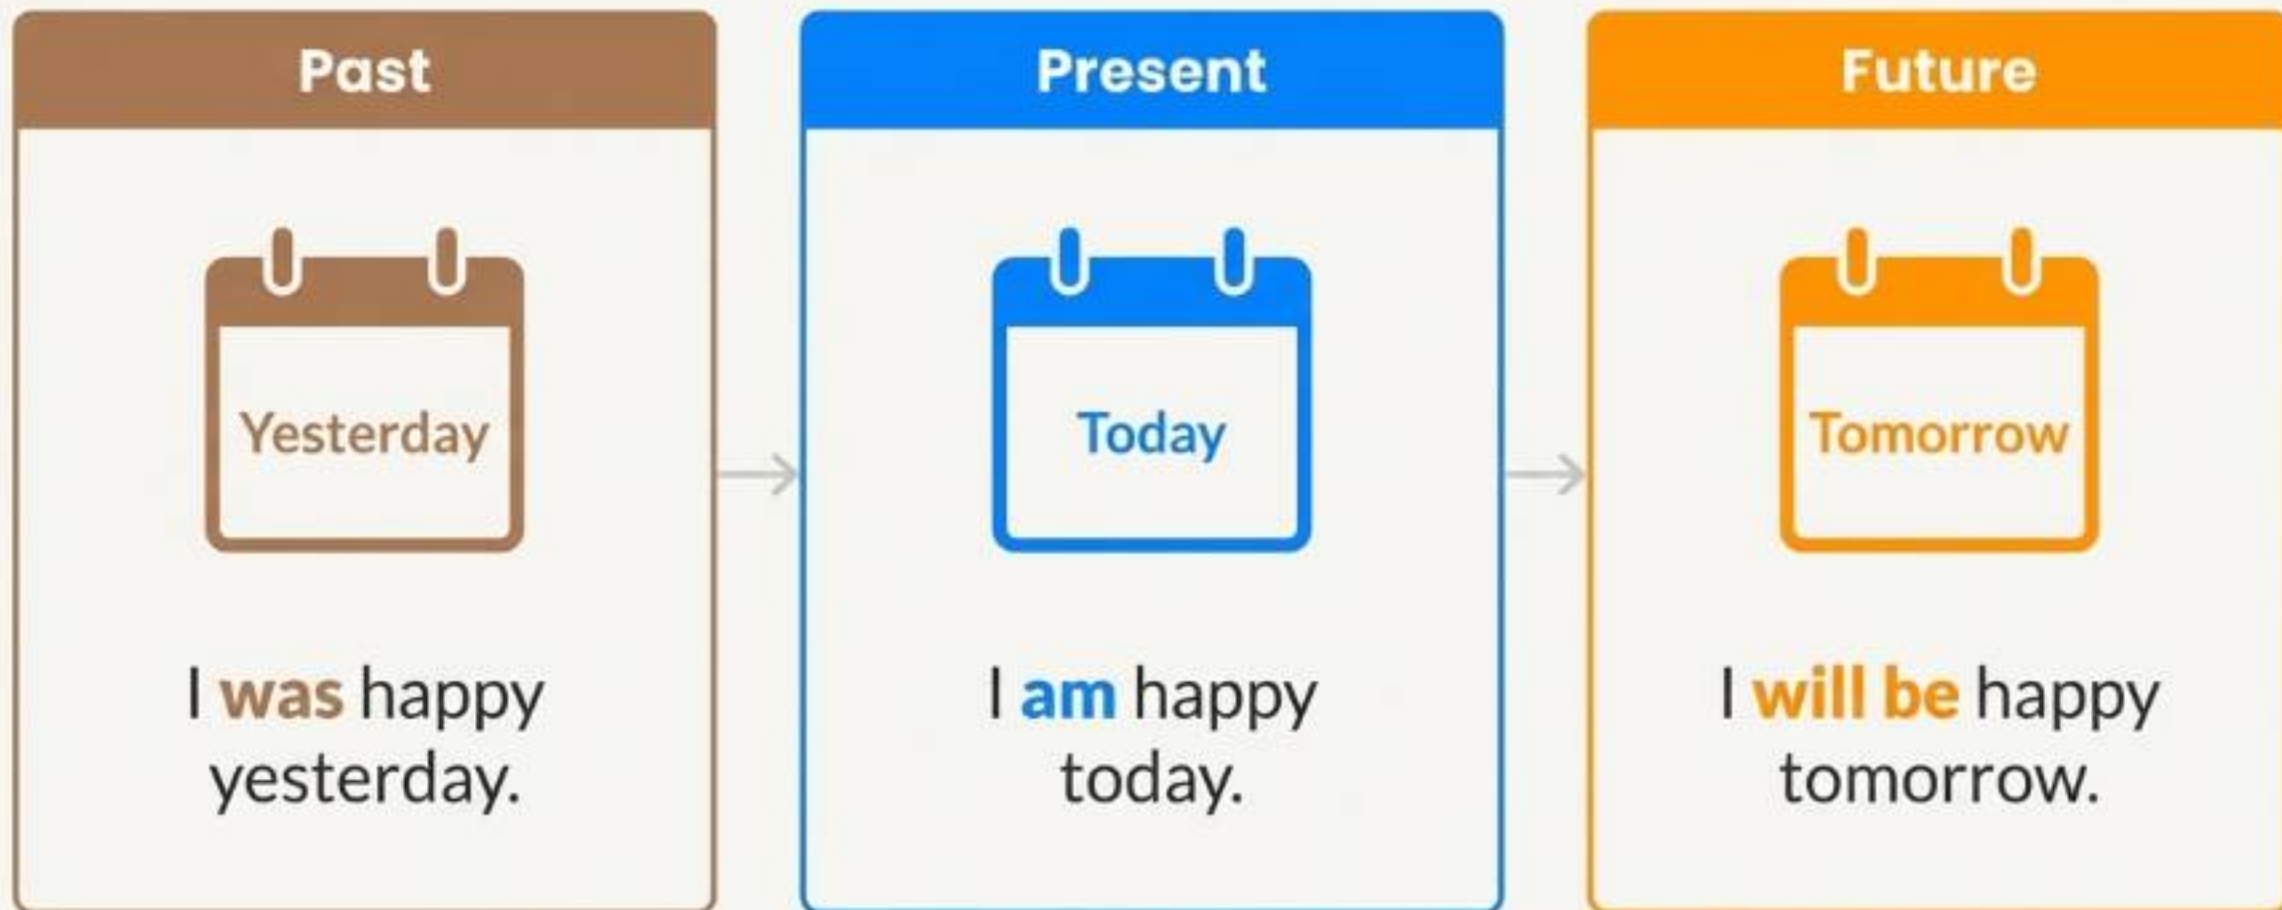 Past
Yesterday
I was happy
yesterday.
Present
Today
I am happy
today.
Future
Tomorrow
I will be happy
tomorrow.